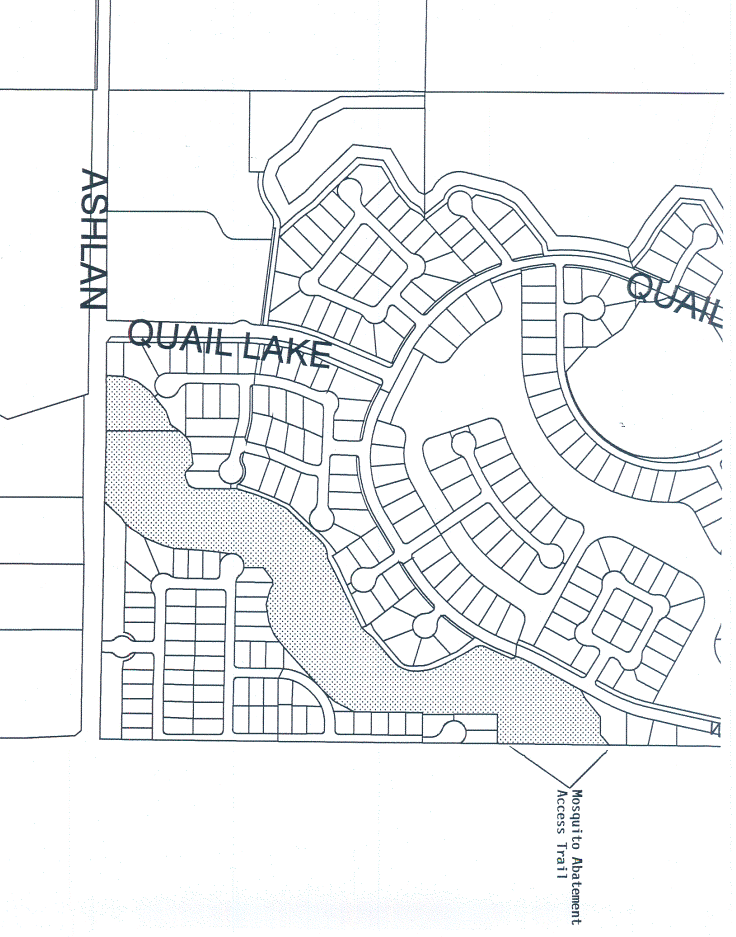 ASHLAN
QUAIL LAKE
QUAIL
Mosquito Abatement
Access Trail